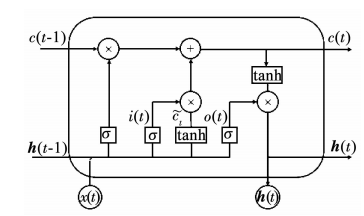 c(t-1) × + c(t)
tanh
i(t) × c̃ₜ o(t) ×
σ σ tanh σ
h(t-1) h(t)
x(t) h(t)